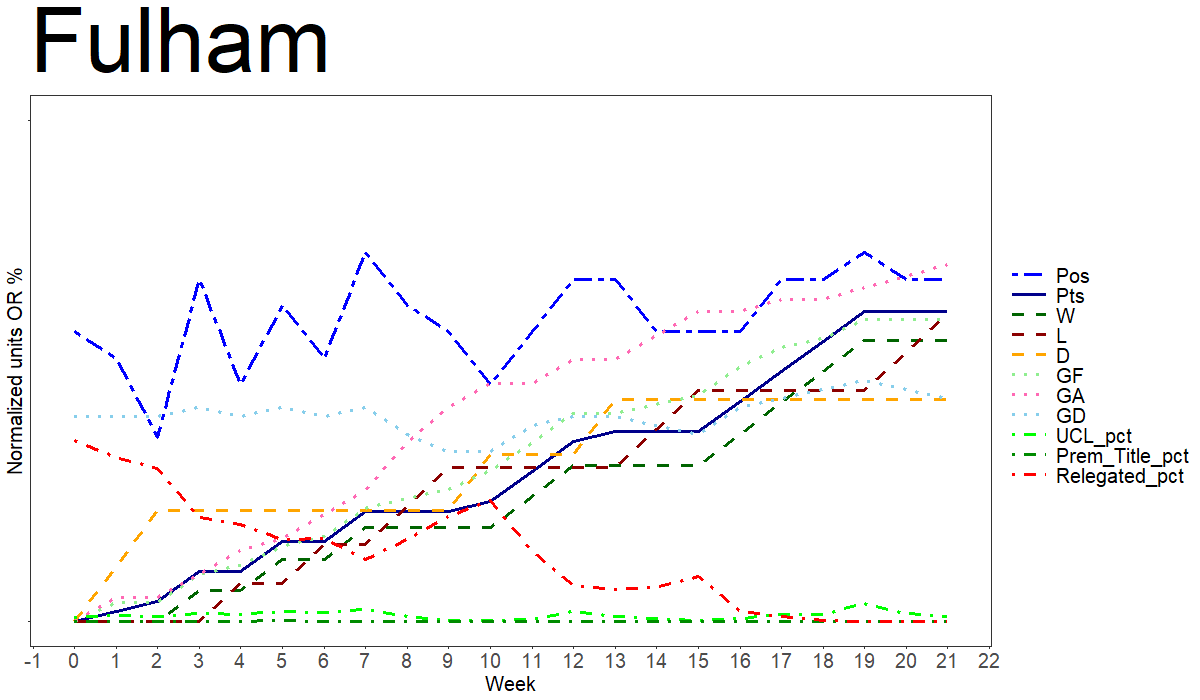 Fulham
Normalized units OR %
-1 0 1 2 3 4 5 6 7 8 9 10 11 12 13 14 15 16 17 18 19 20 21 22
Week
Pos
Pts
W
L
D
GF
GA
GD
UCL_pct
Prem_Title_pct
Relegated_pct